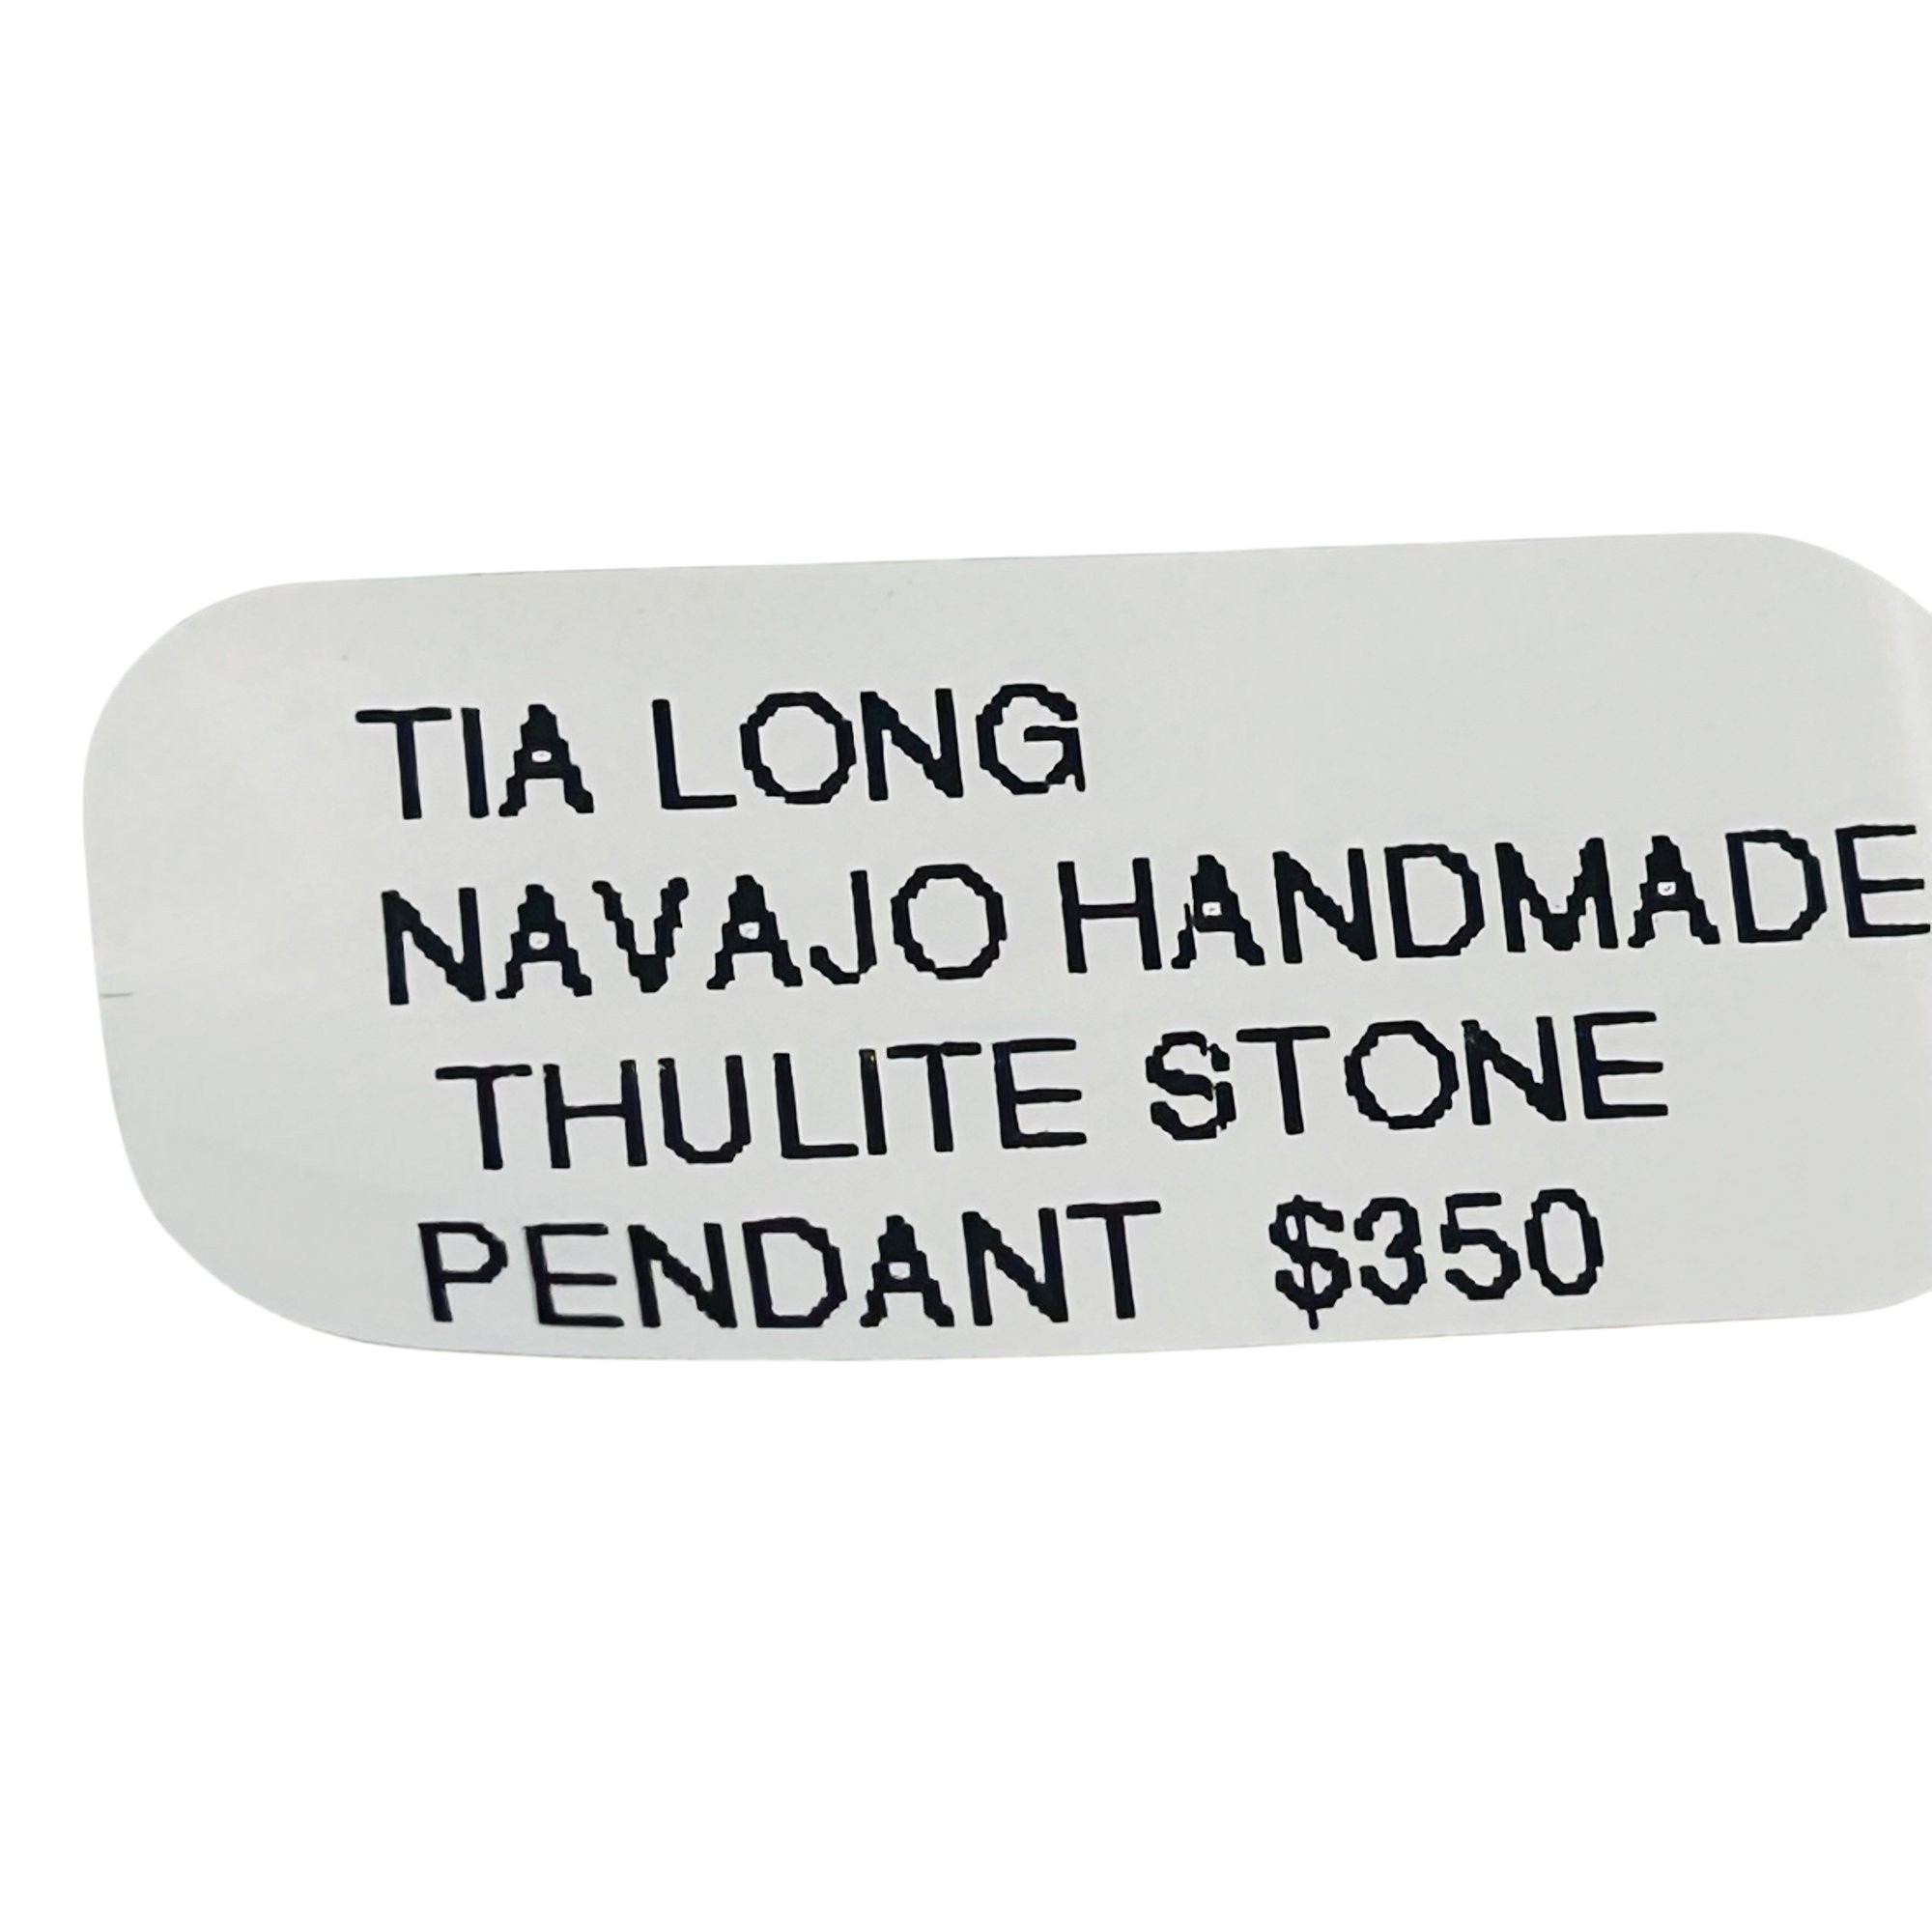 TIA LONG
NAVAJO HANDMADE
THULITE STONE
PENDANT $350